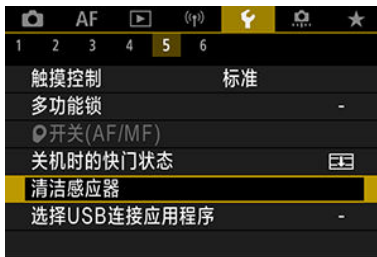 AF
1 2 3 4 5 6
触摸控制 标准
多功能锁 -
开关(AF/MF)
关机时的快门状态
清洁感应器
选择USB连接应用程序 -